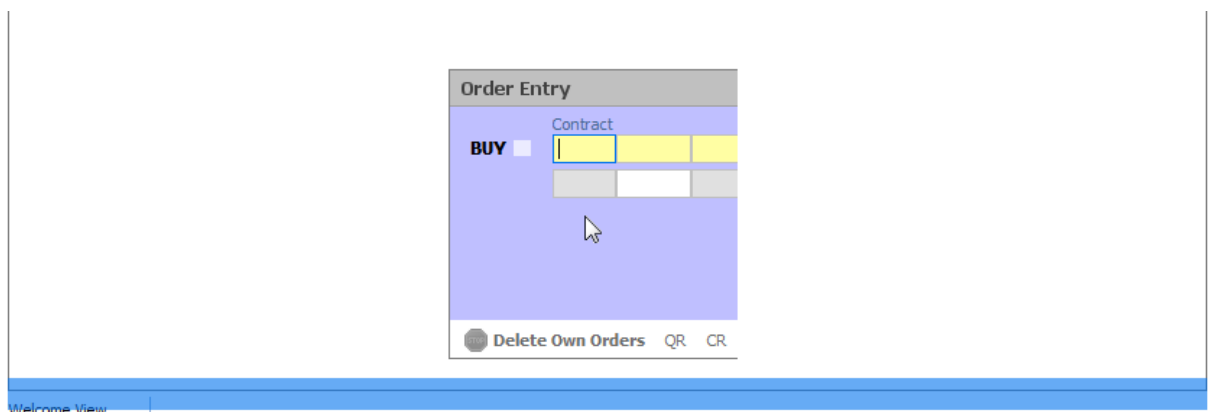 Order Entry
Contract
BUY
Delete Own Orders QR CR
Welcome View